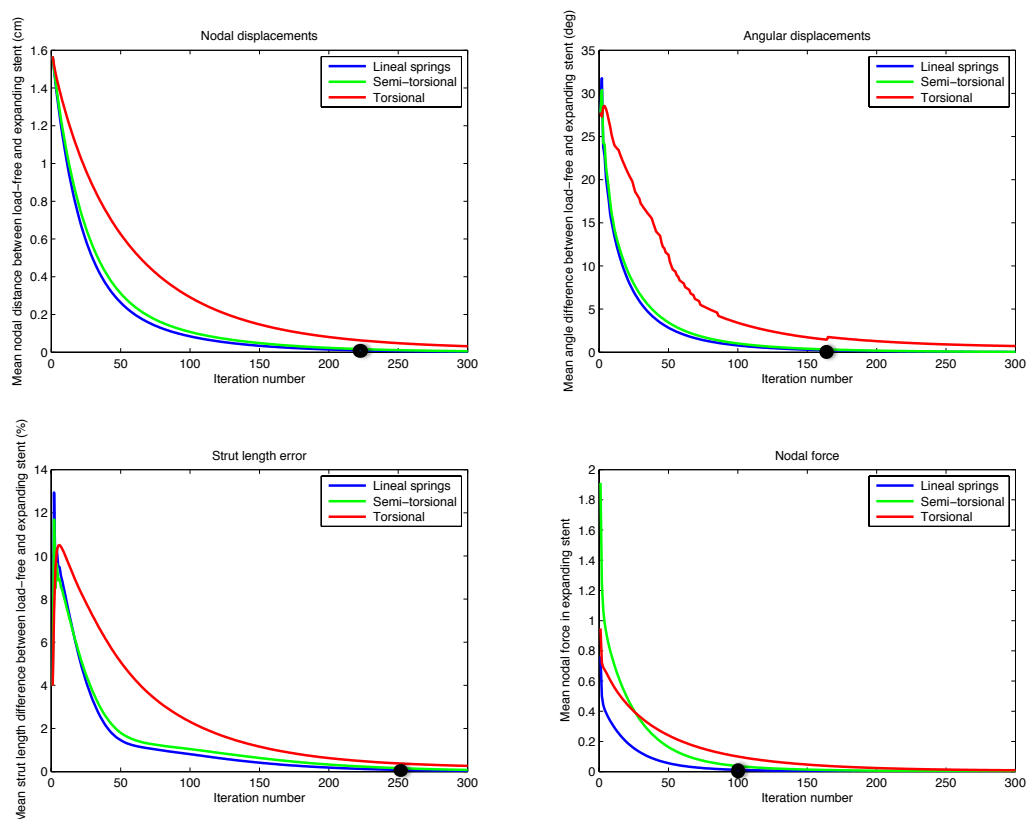 Nodal displacements
Mean nodal distance between load-free and expanding stent (cm)
1.6
1.4
1.2
1
0.8
0.6
0.4
0.2
0
Lineal springs
Semi-torsional
Torsional
0 50 100 150 200 250 300
Iteration number
Angular displacements
Mean angle difference between load-free and expanding stent (deg)
35
30
25
20
15
10
5
0
Lineal springs
Semi-torsional
Torsional
0 50 100 150 200 250 300
Iteration number
Strut length error
Mean strut length difference between load-free and expanding stent (%)
14
12
10
8
6
4
2
0
Lineal springs
Semi-torsional
Torsional
0 50 100 150 200 250 300
Iteration number
Nodal force
Mean nodal force in expanding stent
2
1.8
1.6
1.4
1.2
1
0.8
0.6
0.4
0.2
0
Lineal springs
Semi-torsional
Torsional
0 50 100 150 200 250 300
Iteration number